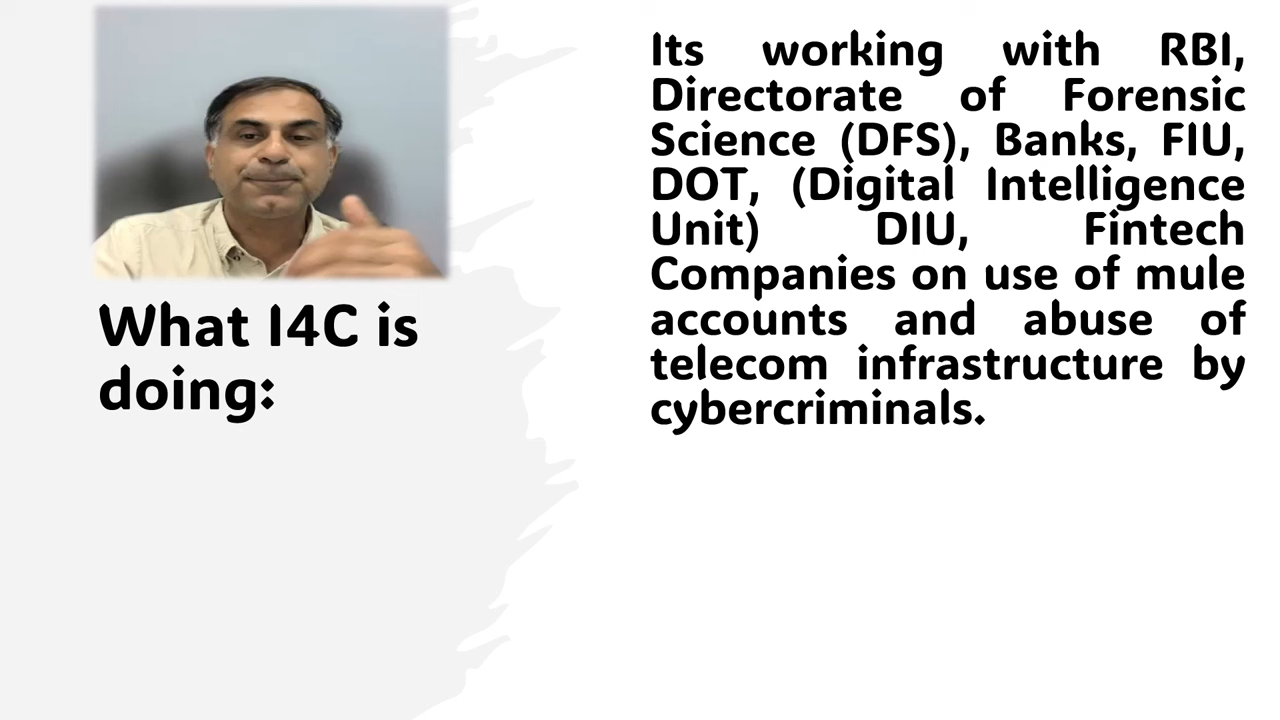 What I4C is
doing:
Its working with RBI,
Directorate of Forensic
Science (DFS), Banks, FIU,
DOT, (Digital Intelligence
Unit) DIU, Fintech
Companies on use of mule
accounts and abuse of
telecom infrastructure by
cybercriminals.